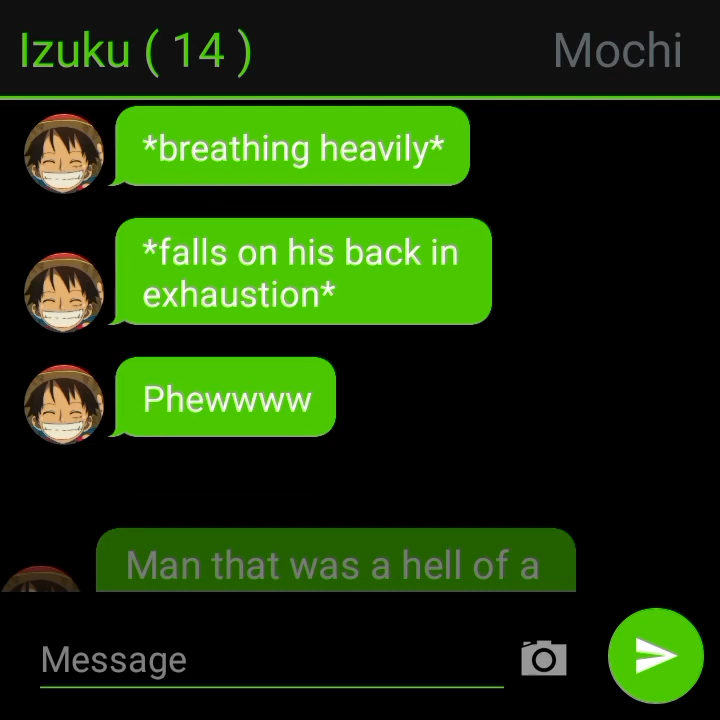 Izuku ( 14 )
Mochi
*breathing heavily*
*falls on his back in
exhaustion*
Phewwww
Man that was a hell of a
Message